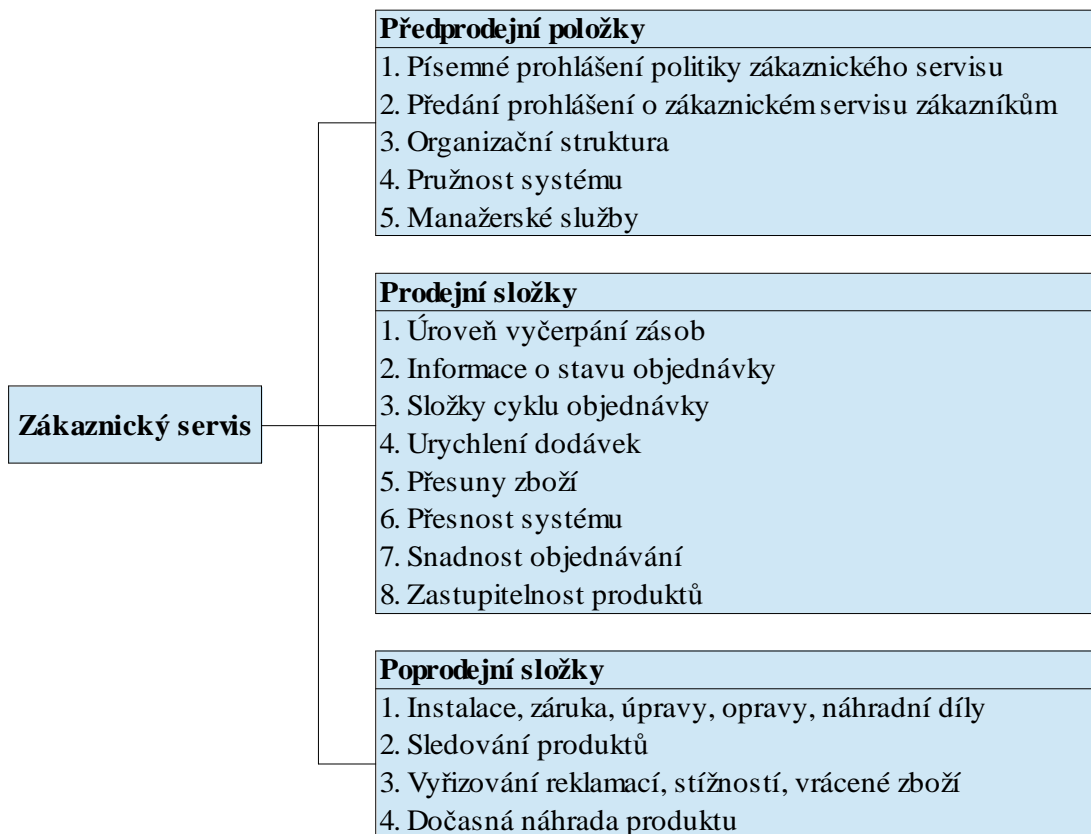 Předprodejní položky
1. Písemné prohlášení politiky zákaznického servisu
2. Předání prohlášení o zákaznickém servisu zákazníkům
3. Organizační struktura
4. Pružnost systému
5. Manažerské služby
Prodejní složky
1. Úroveň vyčerpání zásob
2. Informace o stavu objednávky
3. Složky cyklu objednávky
4. Urychlení dodávek
5. Přesuny zboží
6. Přesnost systému
7. Snadnost objednávání
8. Zastupitelnost produktů
Zákaznický servis
Poprodejní složky
1. Instalace, záruka, úpravy, opravy, náhradní díly
2. Sledování produktů
3. Vyřizování reklamací, stížností, vrácené zboží
4. Dočasná náhrada produktu